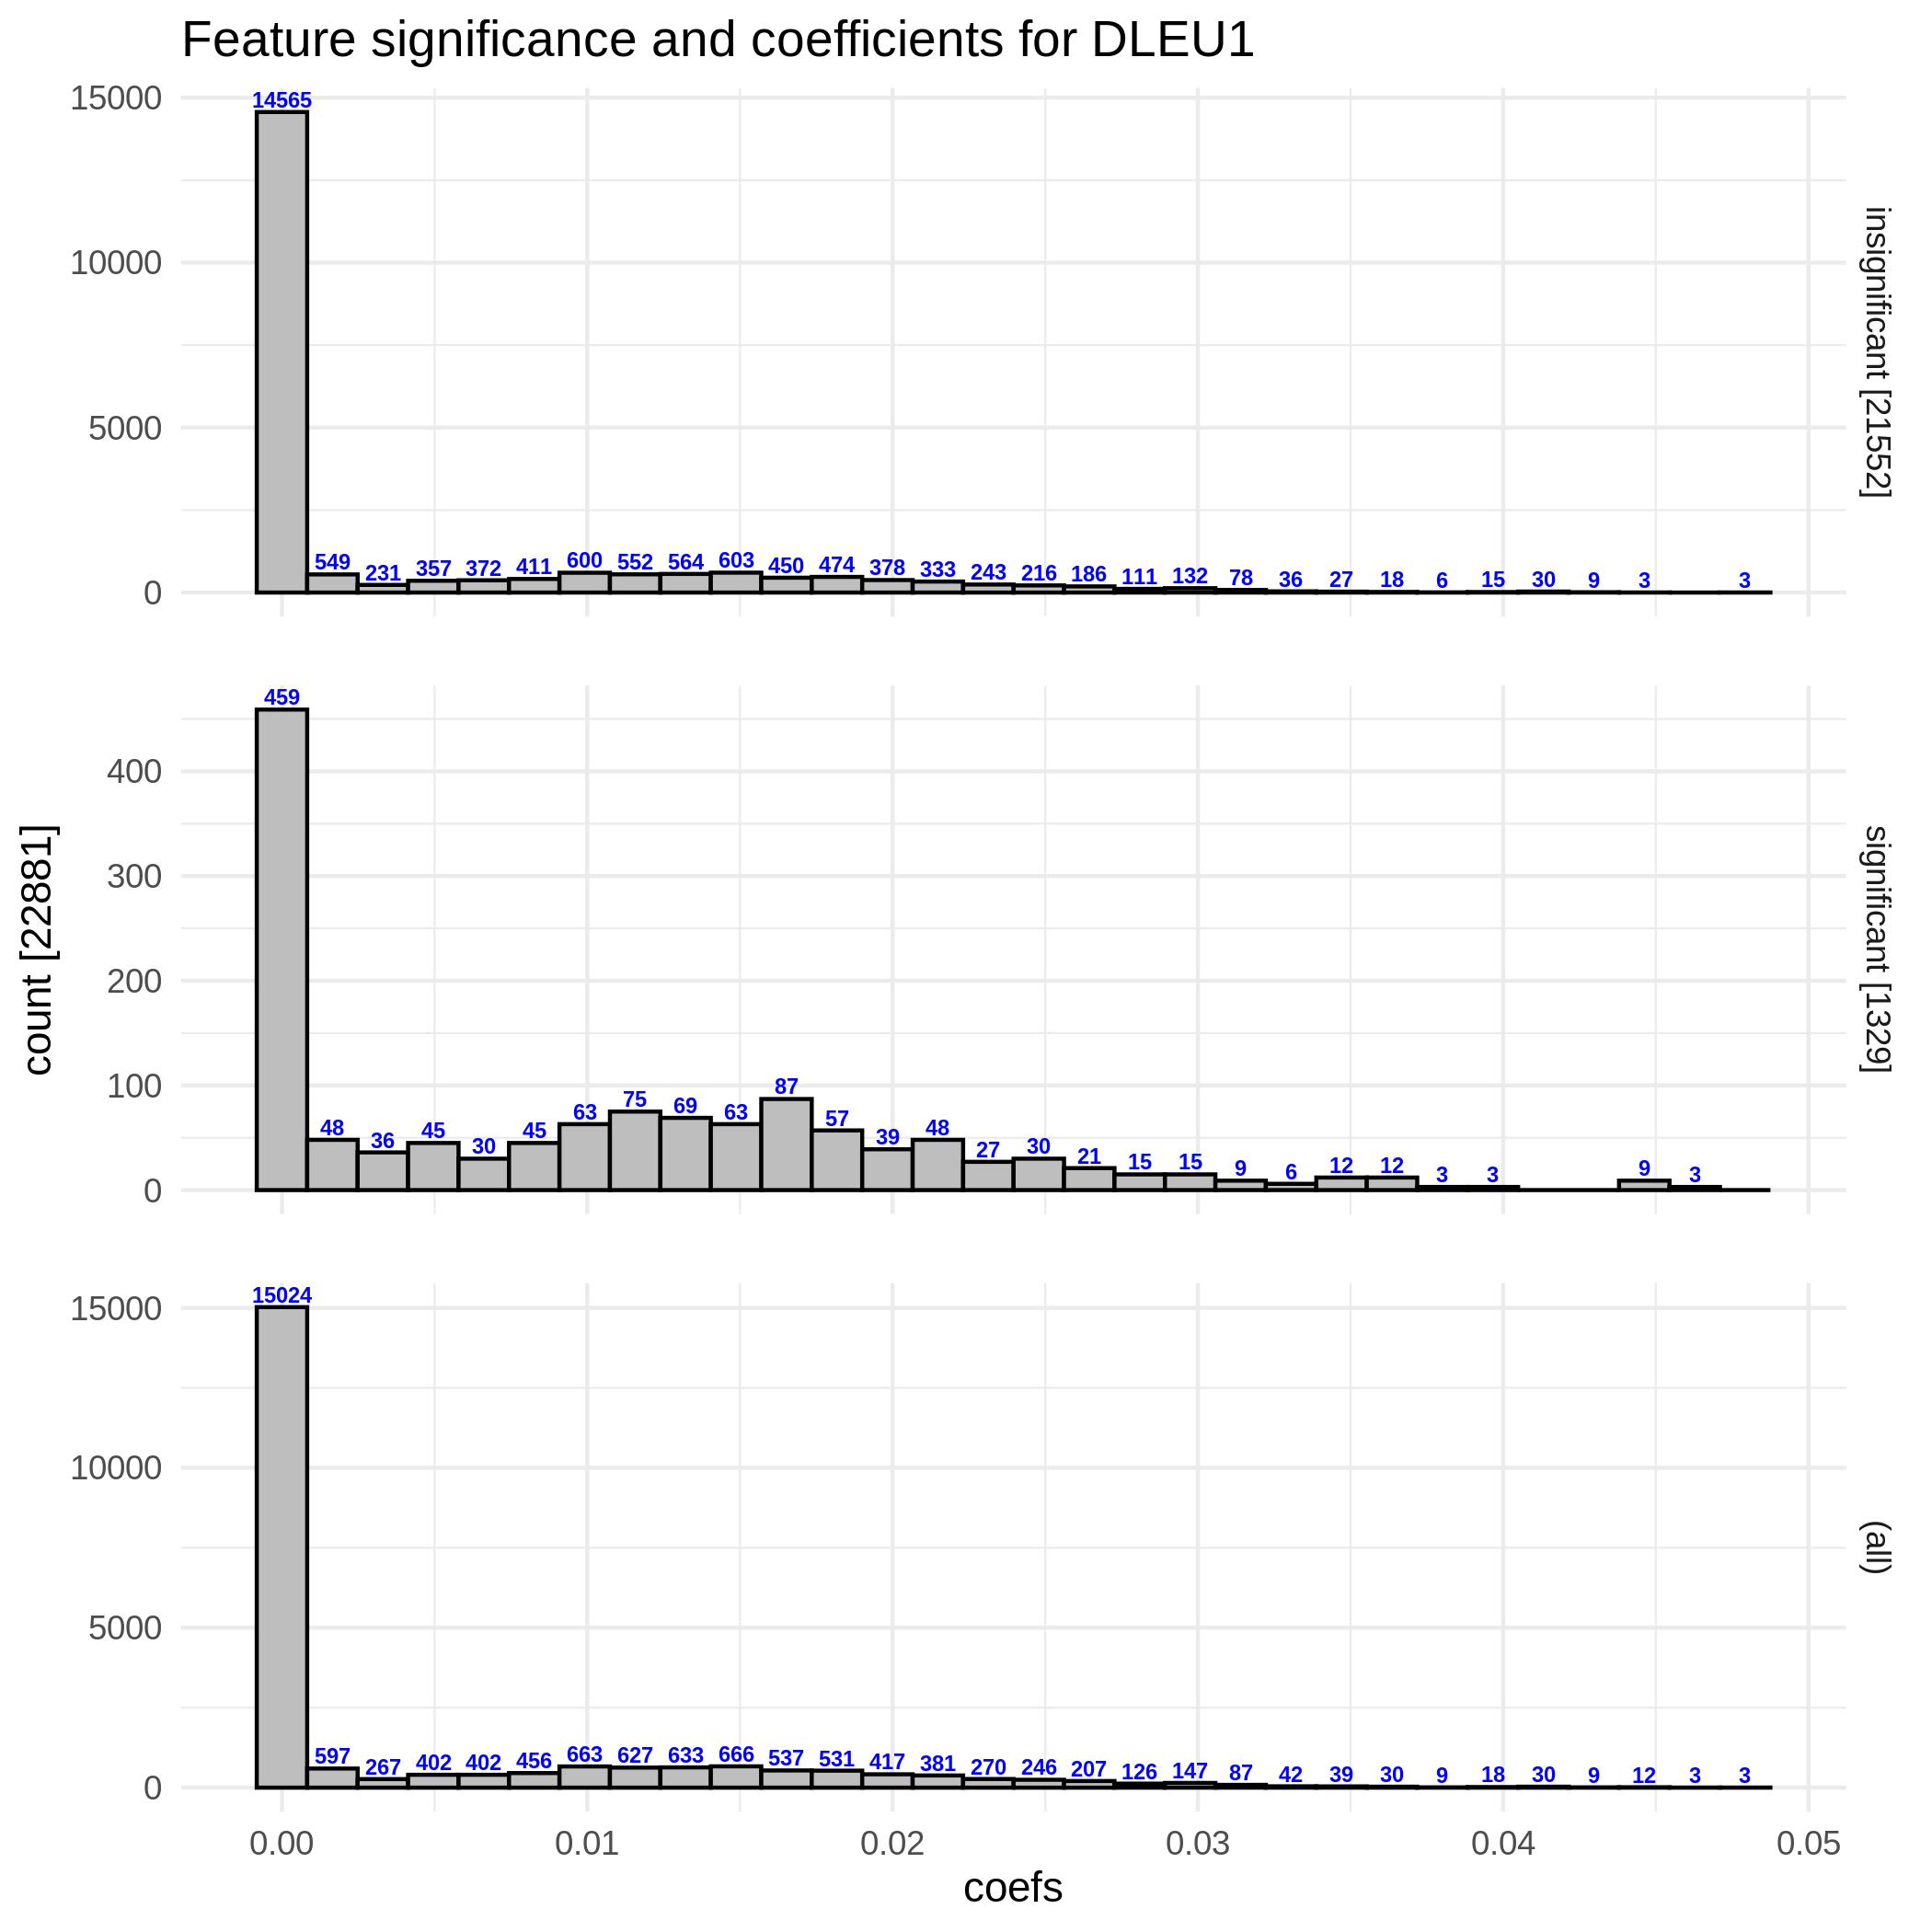 Feature significance and coefficients for DLEU1
15000
10000
5000
0
14565
549 231 357 372 411 600 552 564 603 450 474 378 333 243 216 186 111 132 78 36 27 18 6 15 30 9 3 3
insignificant [21552]
count [22881]
400
300
200
100
0
459
48 36 45 30 45 63 75 69 63 87 57 39 48 27 30 21 15 15 9 6 12 12 3 3 9 3
significant [1329]
15000
10000
5000
0
15024
597 267 402 402 456 663 627 633 666 537 531 417 381 270 246 207 126 147 87 42 39 30 9 18 30 9 12 3 3
(all)
0.00 0.01 0.02 0.03 0.04 0.05
coefs